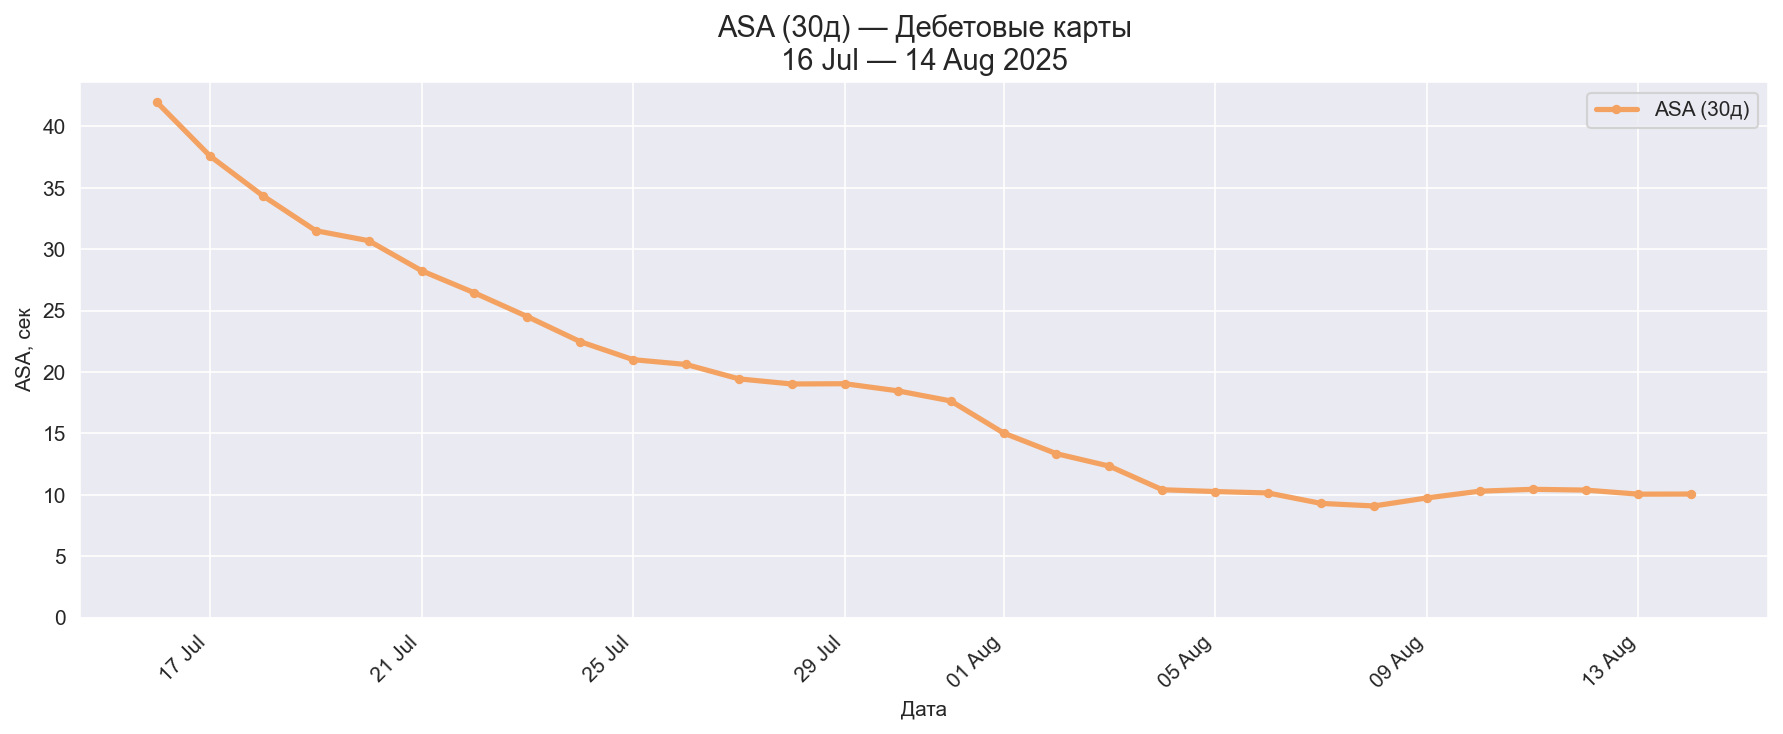 ASA (30д) — Дебетовые карты
16 Jul — 14 Aug 2025
ASA (30д)
ASA, сек
40
35
30
25
20
15
10
5
0
17 Jul
21 Jul
25 Jul
29 Jul
01 Aug
05 Aug
09 Aug
13 Aug
Дата